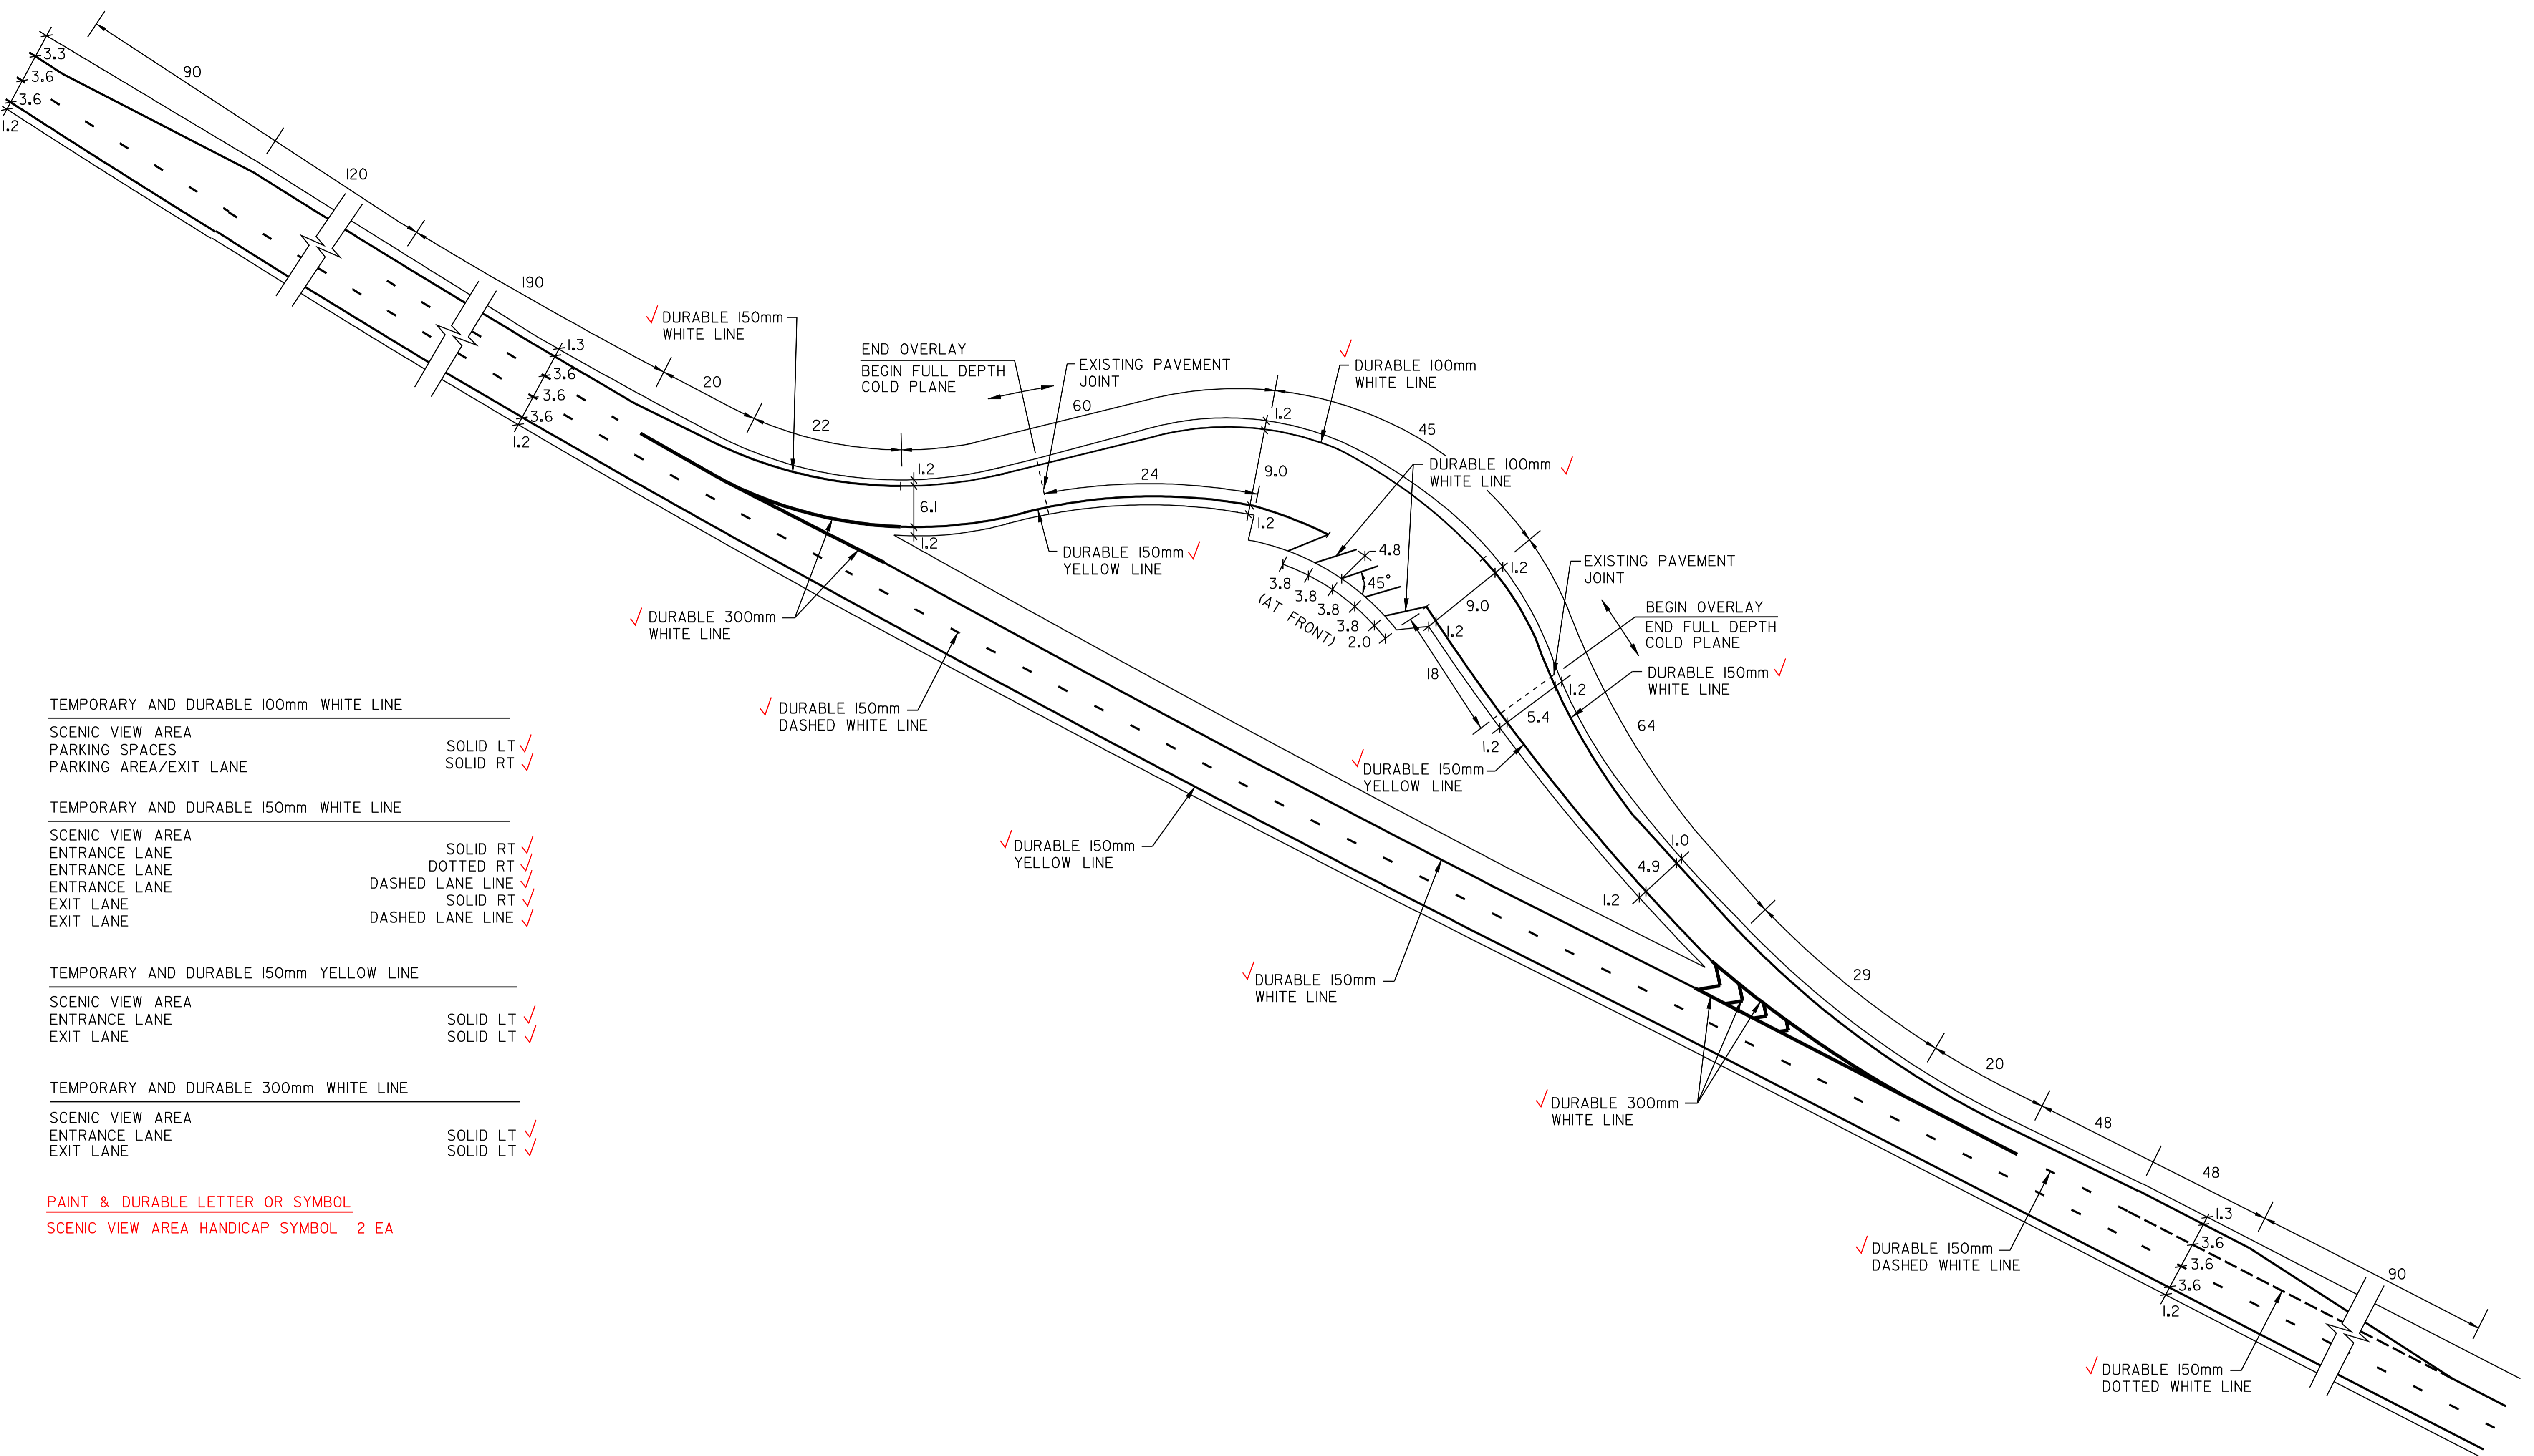 90
3.3
3.6
3.6
1.2
120
190
1.3
3.6
3.6
3.6
1.2
✓ DURABLE 150mm
WHITE LINE
20
22
END OVERLAY
BEGIN FULL DEPTH
COLD PLANE
EXISTING PAVEMENT
JOINT
60
✓
DURABLE 100mm
WHITE LINE
1.2
45
1.2
6.1
1.2
24
9.0
1.2
DURABLE 100mm ✓
WHITE LINE
DURABLE 150mm ✓
YELLOW LINE
4.8
45°
3.8
3.8
3.8
3.8
2.0
(AT FRONT)
1.2
9.0
1.2
EXISTING PAVEMENT
JOINT
BEGIN OVERLAY
END FULL DEPTH
COLD PLANE
✓ DURABLE 300mm
WHITE LINE
18
1.2
5.4
1.2
DURABLE 150mm ✓
WHITE LINE
64
✓ DURABLE 150mm
DASHED WHITE LINE
✓ DURABLE 150mm
YELLOW LINE
✓ DURABLE 150mm
YELLOW LINE
1.0
4.9
1.2
✓ DURABLE 150mm
WHITE LINE
29
20
✓ DURABLE 300mm
WHITE LINE
48
48
✓ DURABLE 150mm
DASHED WHITE LINE
1.3
3.6
3.6
3.6
1.2
90
✓ DURABLE 150mm
DOTTED WHITE LINE
TEMPORARY AND DURABLE 100mm WHITE LINE
SCENIC VIEW AREA
PARKING SPACES SOLID LT ✓
PARKING AREA/EXIT LANE SOLID RT ✓
TEMPORARY AND DURABLE 150mm WHITE LINE
SCENIC VIEW AREA
ENTRANCE LANE SOLID RT ✓
ENTRANCE LANE DOTTED RT ✓
ENTRANCE LANE DASHED LANE LINE ✓
EXIT LANE SOLID RT ✓
EXIT LANE DASHED LANE LINE ✓
TEMPORARY AND DURABLE 150mm YELLOW LINE
SCENIC VIEW AREA
ENTRANCE LANE SOLID LT ✓
EXIT LANE SOLID LT ✓
TEMPORARY AND DURABLE 300mm WHITE LINE
SCENIC VIEW AREA
ENTRANCE LANE SOLID LT ✓
EXIT LANE SOLID LT ✓
PAINT & DURABLE LETTER OR SYMBOL
SCENIC VIEW AREA HANDICAP SYMBOL 2 EA